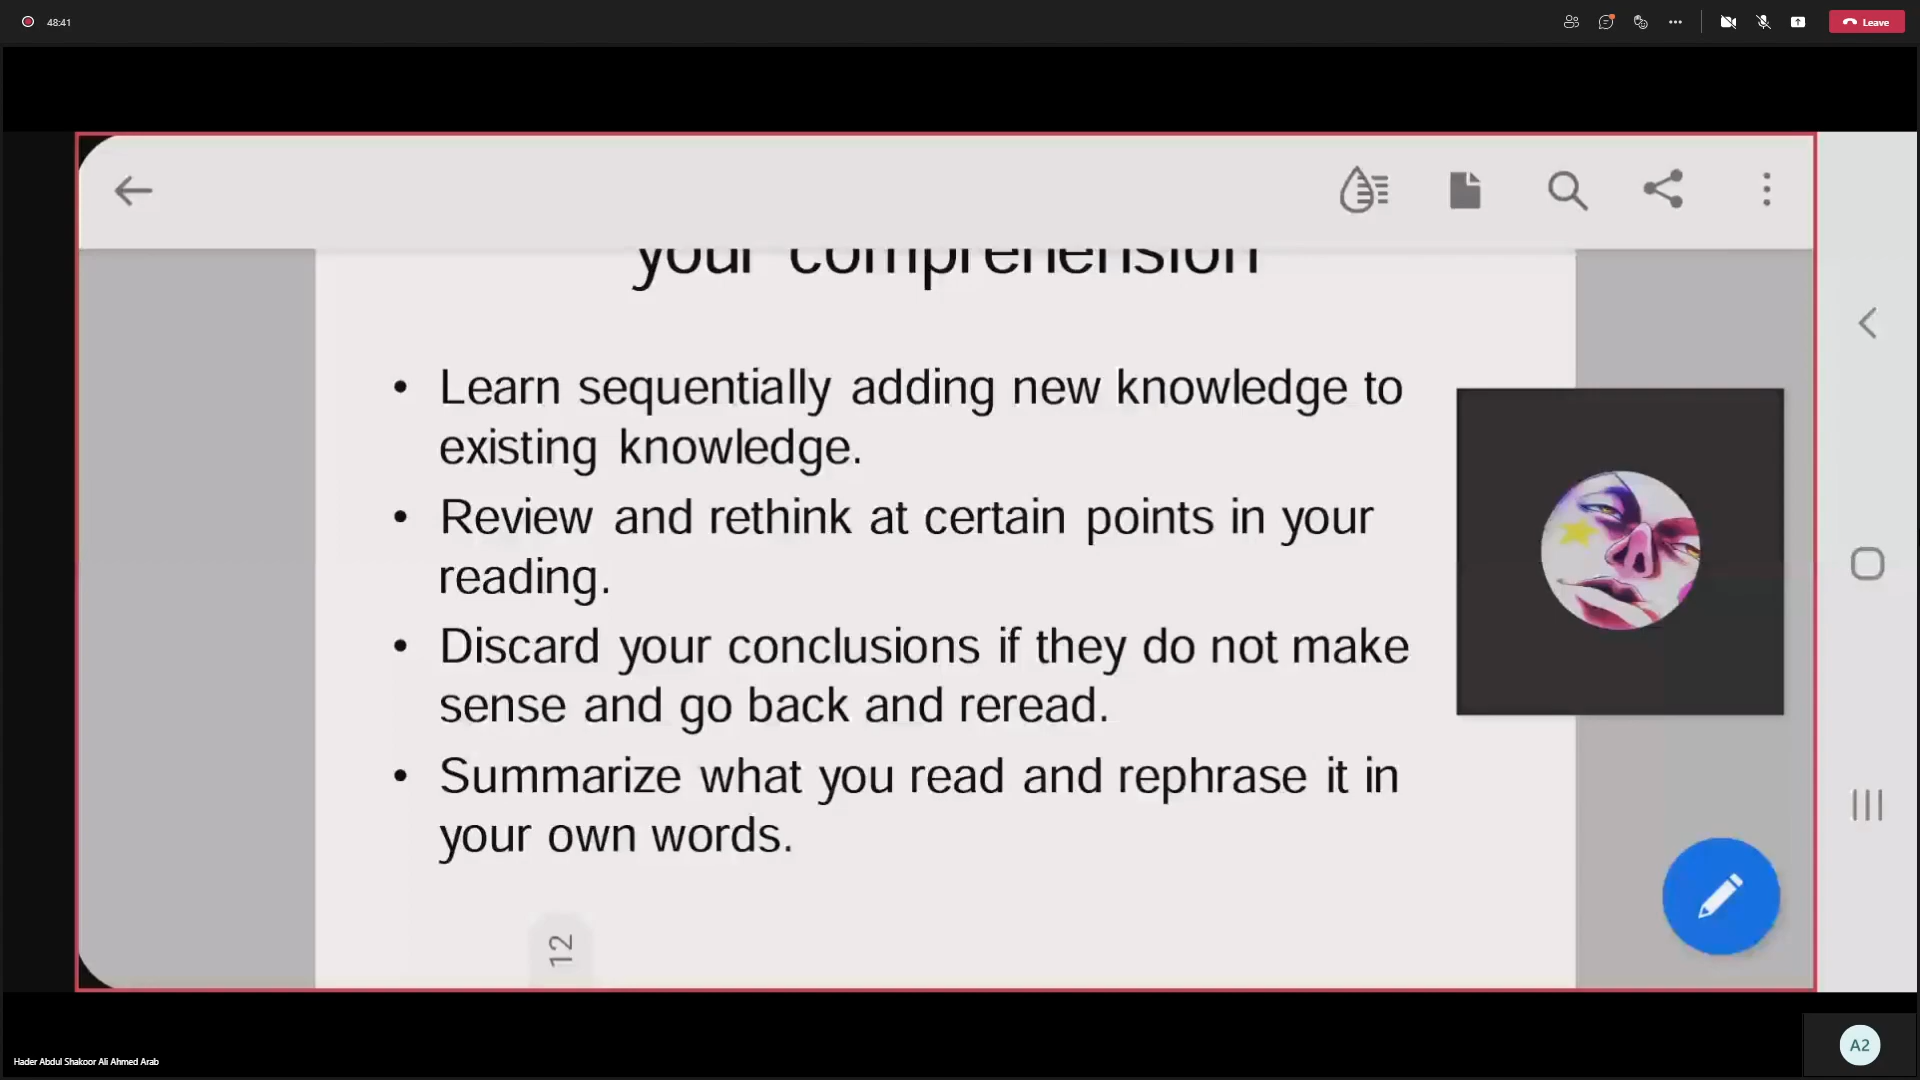 48:41
Leave
your comprehension
• Learn sequentially adding new knowledge to
existing knowledge.
• Review and rethink at certain points in your
reading.
• Discard your conclusions if they do not make
sense and go back and reread.
• Summarize what you read and rephrase it in
your own words.
12
Hader Abdul Shakoor Ali Ahmed Arab
A2